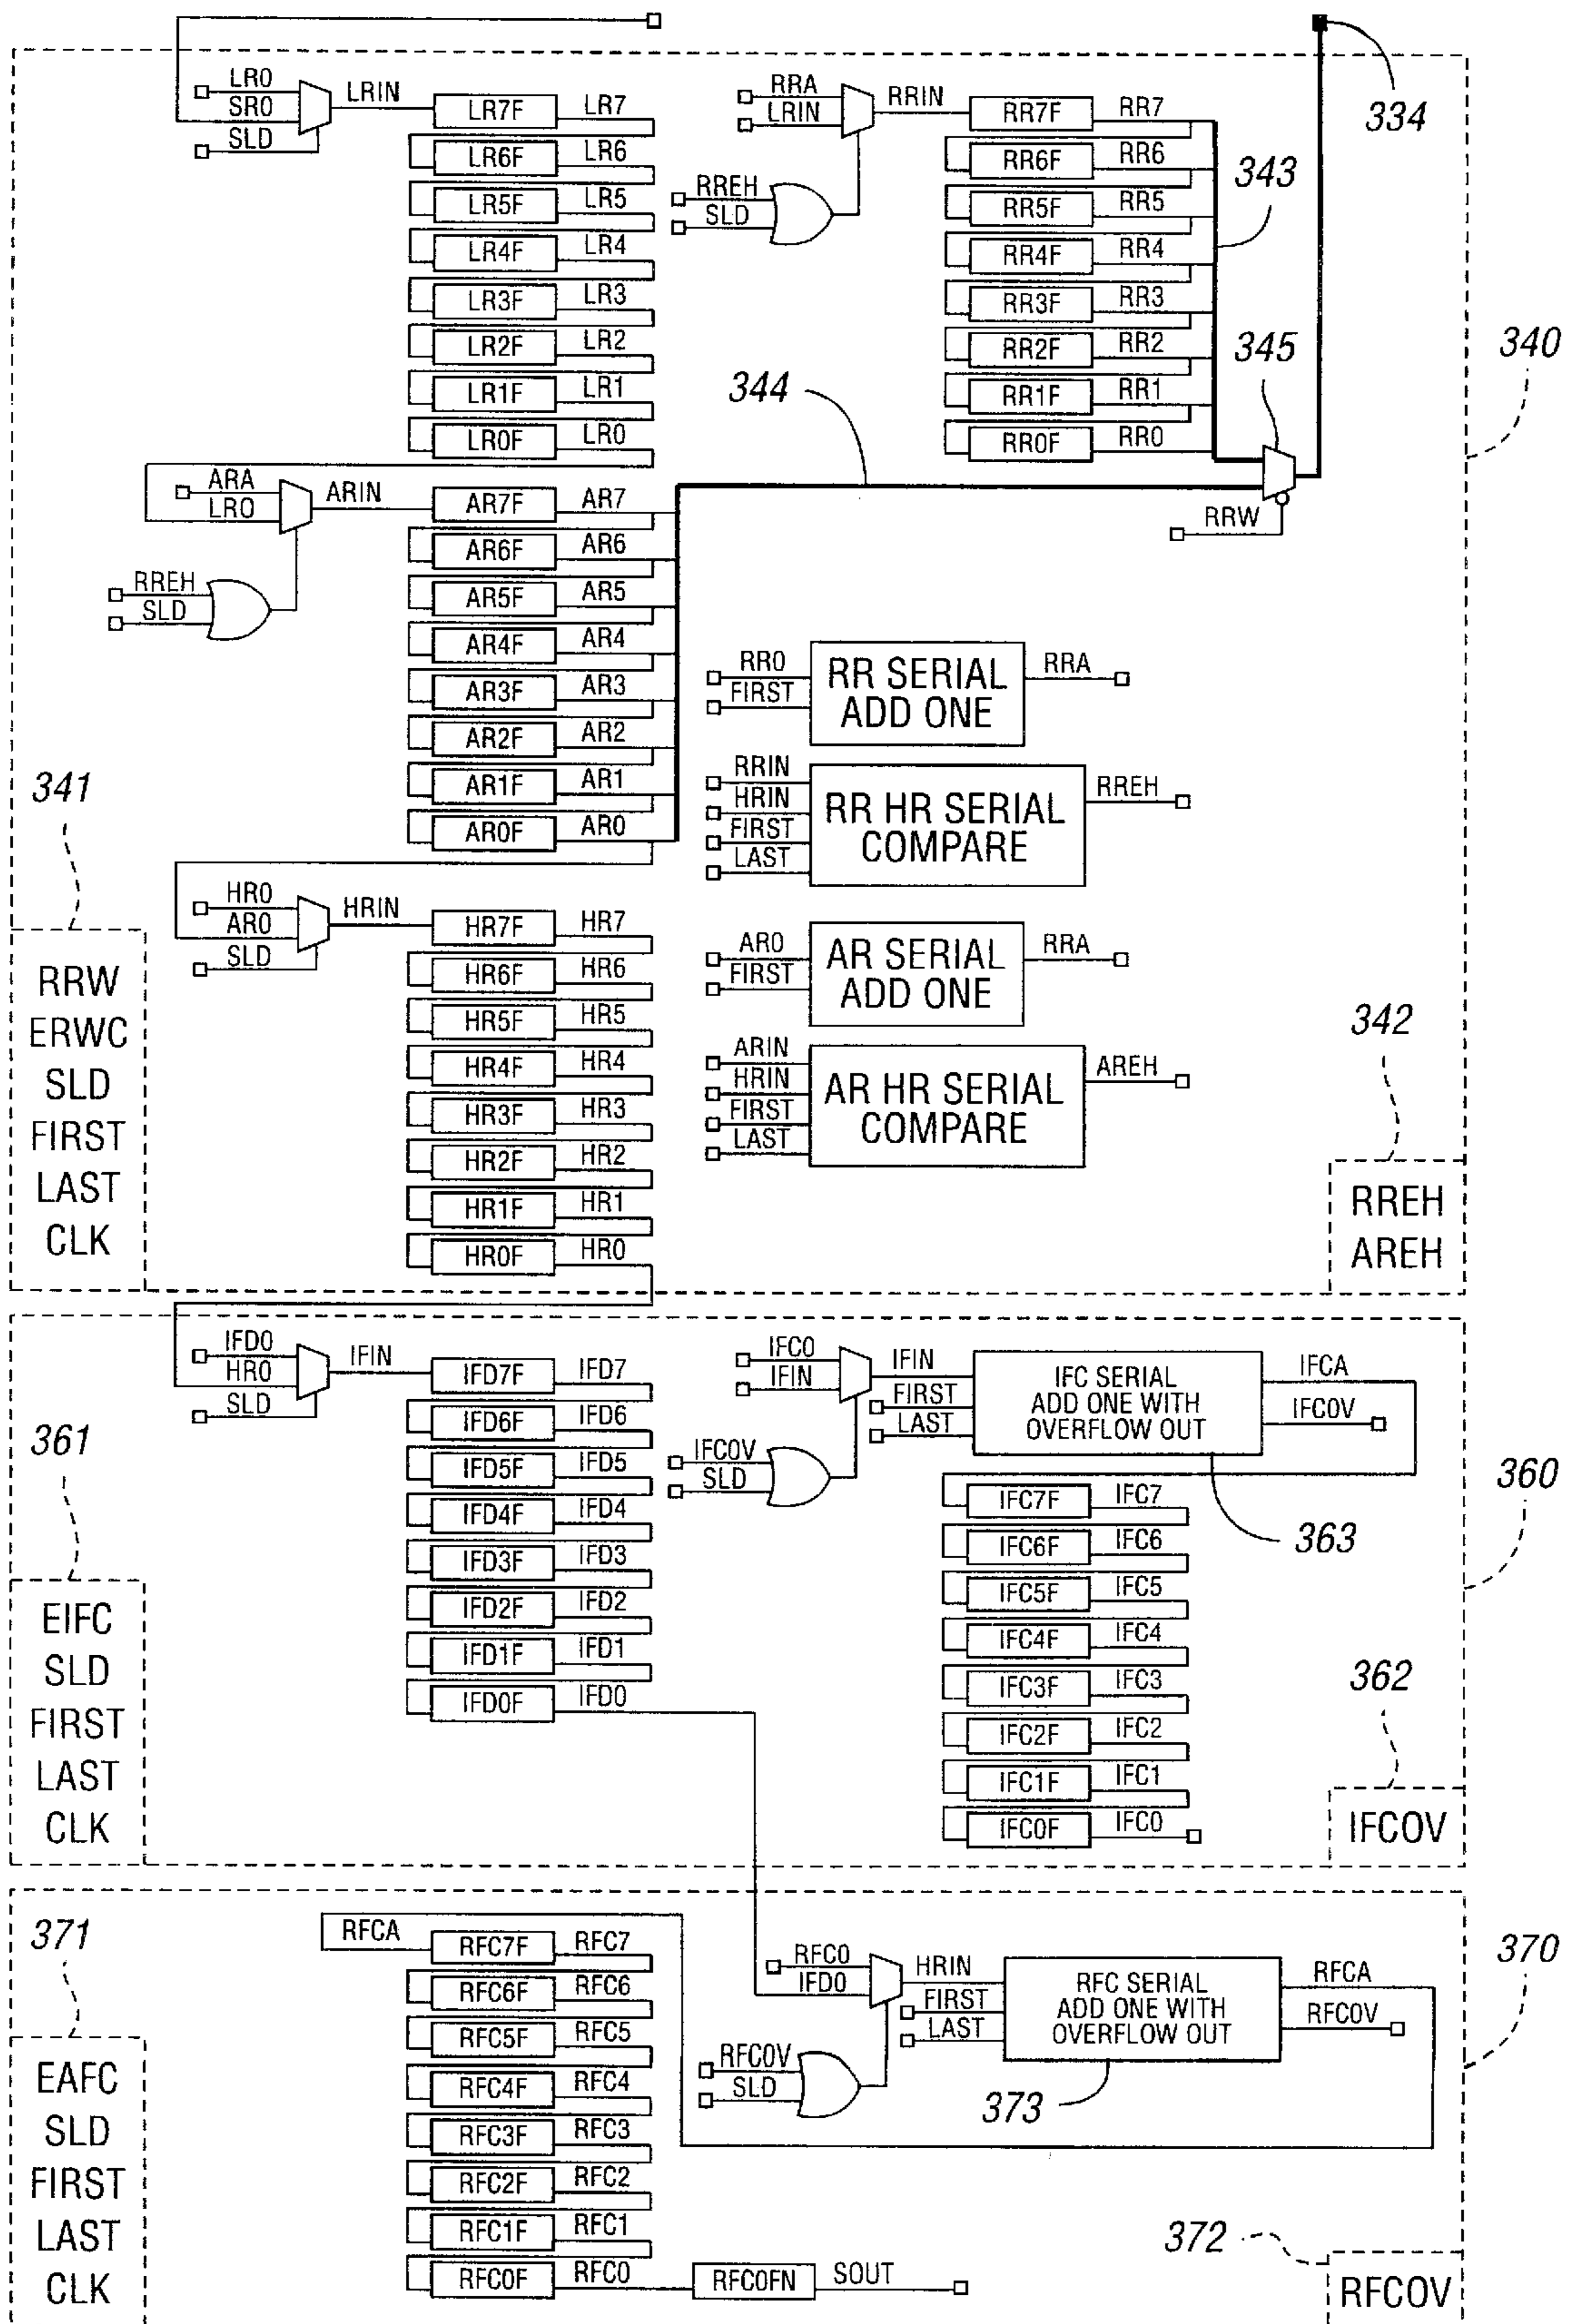 334
340
LR0
SR0
SLD
LRIN
LR7F LR7
LR6F LR6
LR5F LR5
LR4F LR4
LR3F LR3
LR2F LR2
LR1F LR1
LR0F LR0
RRA
LRIN
RRIN
RREH
SLD
RR7F RR7
RR6F RR6
RR5F RR5
RR4F RR4
RR3F RR3
RR2F RR2
RR1F RR1
RR0F RR0
343
345
344
RRW
ARA
LR0
ARIN
RREH
SLD
AR7F AR7
AR6F AR6
AR5F AR5
AR4F AR4
AR3F AR3
AR2F AR2
AR1F AR1
AR0F AR0
RR0
FIRST
RR SERIAL
ADD ONE
RRA
RRIN
HRIN
FIRST
LAST
RR HR SERIAL
COMPARE
RREH
341
RRW
ERWC
SLD
FIRST
LAST
CLK
HR0
AR0
SLD
HRIN
HR7F HR7
HR6F HR6
HR5F HR5
HR4F HR4
HR3F HR3
HR2F HR2
HR1F HR1
HR0F HR0
AR0
FIRST
AR SERIAL
ADD ONE
RRA
ARIN
HRIN
FIRST
LAST
AR HR SERIAL
COMPARE
AREH
342
RREH
AREH
360
361
EIFC
SLD
FIRST
LAST
CLK
IFD0
HR0
SLD
IFIN
IFD7F IFD7
IFD6F IFD6
IFD5F IFD5
IFD4F IFD4
IFD3F IFD3
IFD2F IFD2
IFD1F IFD1
IFD0F IFD0
IFC0
IFIN
IFCOV
SLD
IFIN
FIRST
LAST
IFC SERIAL
ADD ONE WITH
OVERFLOW OUT
IFCA
IFCOV
363
IFC7F IFC7
IFC6F IFC6
IFC5F IFC5
IFC4F IFC4
IFC3F IFC3
IFC2F IFC2
IFC1F IFC1
IFC0F IFC0
362
IFCOV
370
371
EAFC
SLD
FIRST
LAST
CLK
RFCA
RFC7F RFC7
RFC6F RFC6
RFC5F RFC5
RFC4F RFC4
RFC3F RFC3
RFC2F RFC2
RFC1F RFC1
RFC0F RFC0
RFC0FN SOUT
RFC0
IFD0
RFCOV
SLD
HRIN
FIRST
LAST
RFC SERIAL
ADD ONE WITH
OVERFLOW OUT
RFCA
RFCOV
373
372
RFCOV